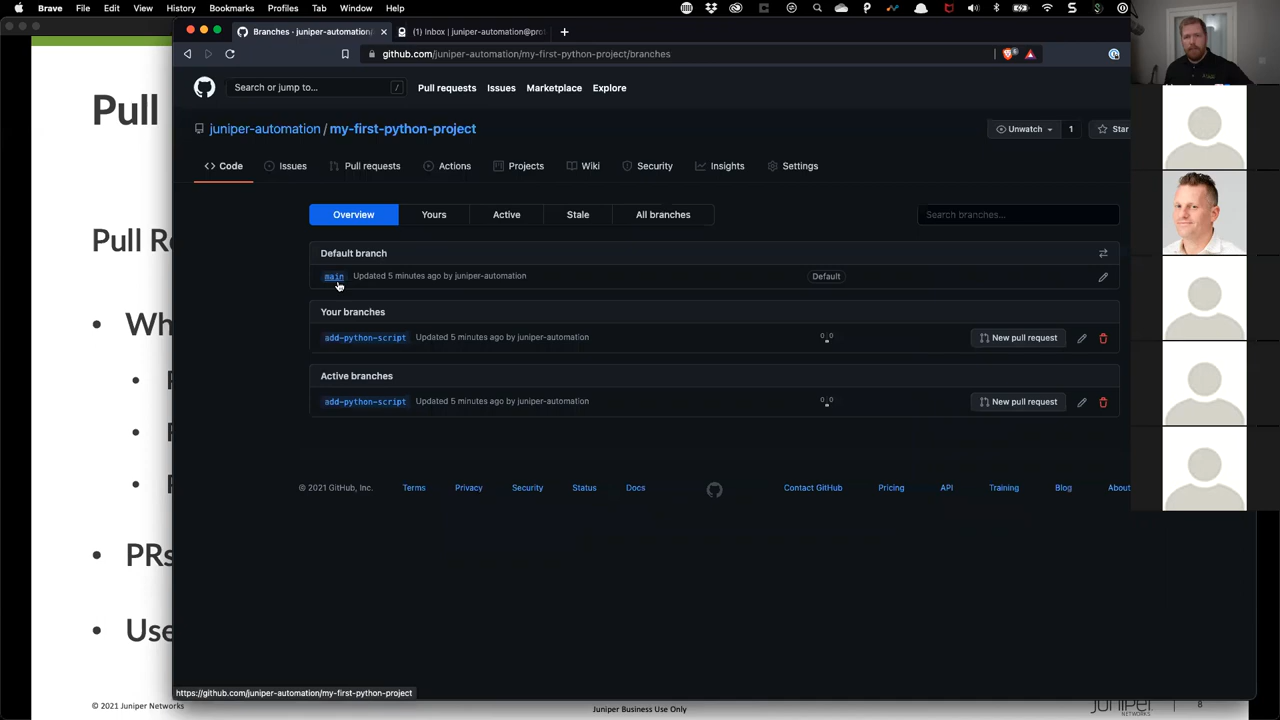 Brave File Edit View History Bookmarks Profiles Tab Window Help
Branches · juniper-automation/ (1) Inbox | juniper-automation@pro
github.com/juniper-automation/my-first-python-project/branches
Search or jump to... / Pull requests Issues Marketplace Explore
juniper-automation / my-first-python-project Unwatch 1 Star
<> Code Issues Pull requests Actions Projects Wiki Security Insights Settings
Overview Yours Active Stale All branches Search branches...
Default branch
main Updated 5 minutes ago by juniper-automation Default
Your branches
add-python-script Updated 5 minutes ago by juniper-automation 0 0 New pull request
Active branches
add-python-script Updated 5 minutes ago by juniper-automation 0 0 New pull request
© 2021 GitHub, Inc. Terms Privacy Security Status Docs Contact GitHub Pricing API Training Blog About
https://github.com/juniper-automation/my-first-python-project
Pull
Pull Re
• Wh
•
•
•
• PRs
• Use
© 2021 Juniper Networks Juniper Business Use Only JUNIPER NETWORKS 8